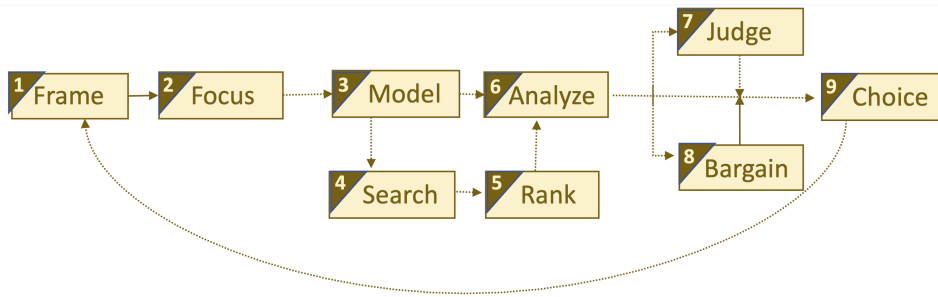 1 Frame
2 Focus
3 Model
4 Search
5 Rank
6 Analyze
7 Judge
8 Bargain
9 Choice